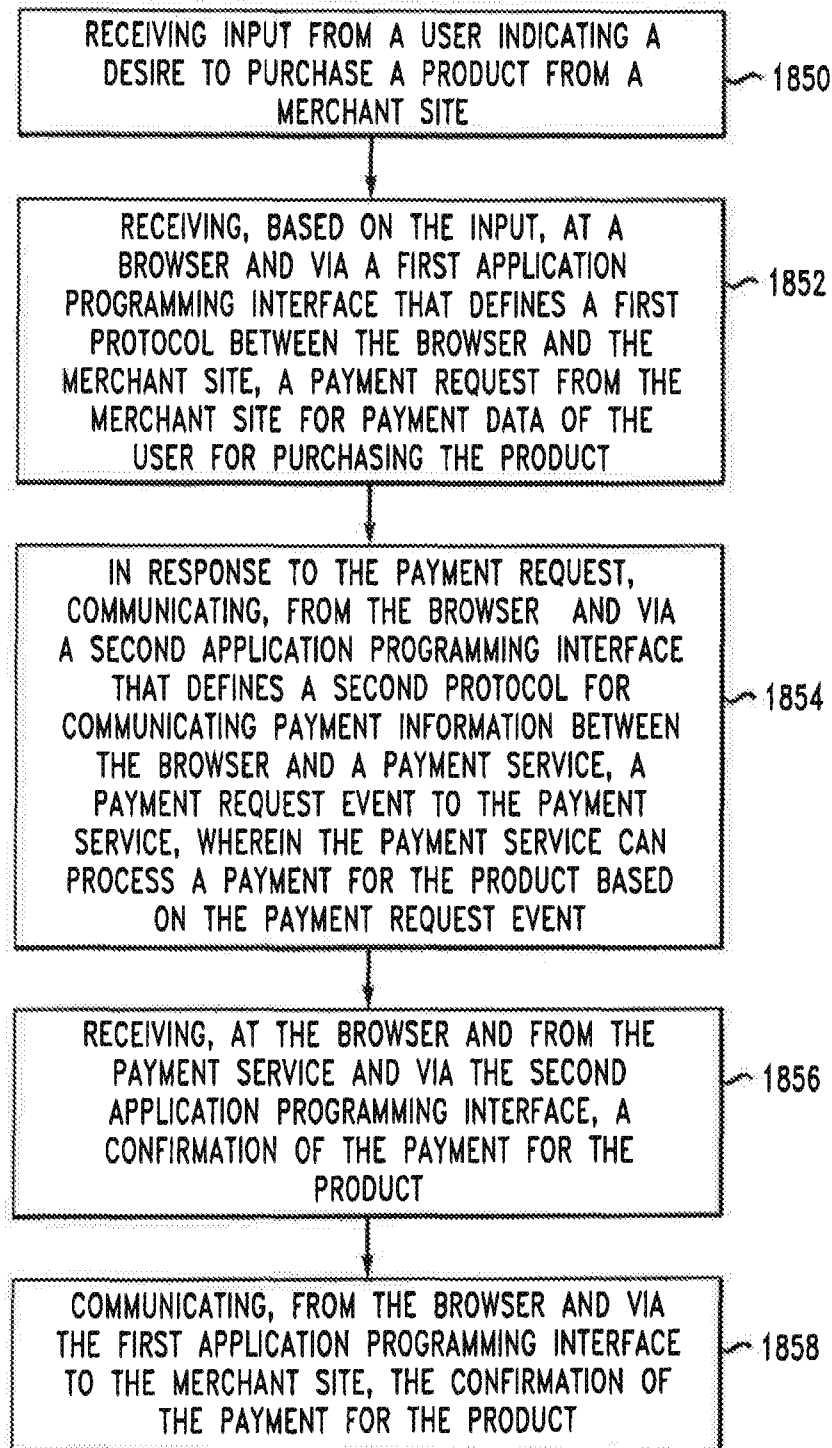 RECEIVING INPUT FROM A USER INDICATING A
DESIRE TO PURCHASE A PRODUCT FROM A
MERCHANT SITE
1850
RECEIVING, BASED ON THE INPUT, AT A
BROWSER AND VIA A FIRST APPLICATION
PROGRAMMING INTERFACE THAT DEFINES A FIRST
PROTOCOL BETWEEN THE BROWSER AND THE
MERCHANT SITE, A PAYMENT REQUEST FROM THE
MERCHANT SITE FOR PAYMENT DATA OF THE
USER FOR PURCHASING THE PRODUCT
1852
IN RESPONSE TO THE PAYMENT REQUEST,
COMMUNICATING, FROM THE BROWSER AND VIA
A SECOND APPLICATION PROGRAMMING INTERFACE
THAT DEFINES A SECOND PROTOCOL FOR
COMMUNICATING PAYMENT INFORMATION BETWEEN
THE BROWSER AND A PAYMENT SERVICE, A
PAYMENT REQUEST EVENT TO THE PAYMENT
SERVICE, WHEREIN THE PAYMENT SERVICE CAN
PROCESS A PAYMENT FOR THE PRODUCT BASED
ON THE PAYMENT REQUEST EVENT
1854
RECEIVING, AT THE BROWSER AND FROM THE
PAYMENT SERVICE AND VIA THE SECOND
APPLICATION PROGRAMMING INTERFACE, A
CONFIRMATION OF THE PAYMENT FOR THE
PRODUCT
1856
COMMUNICATING, FROM THE BROWSER AND VIA
THE FIRST APPLICATION PROGRAMMING INTERFACE
TO THE MERCHANT SITE, THE CONFIRMATION OF
THE PAYMENT FOR THE PRODUCT
1858